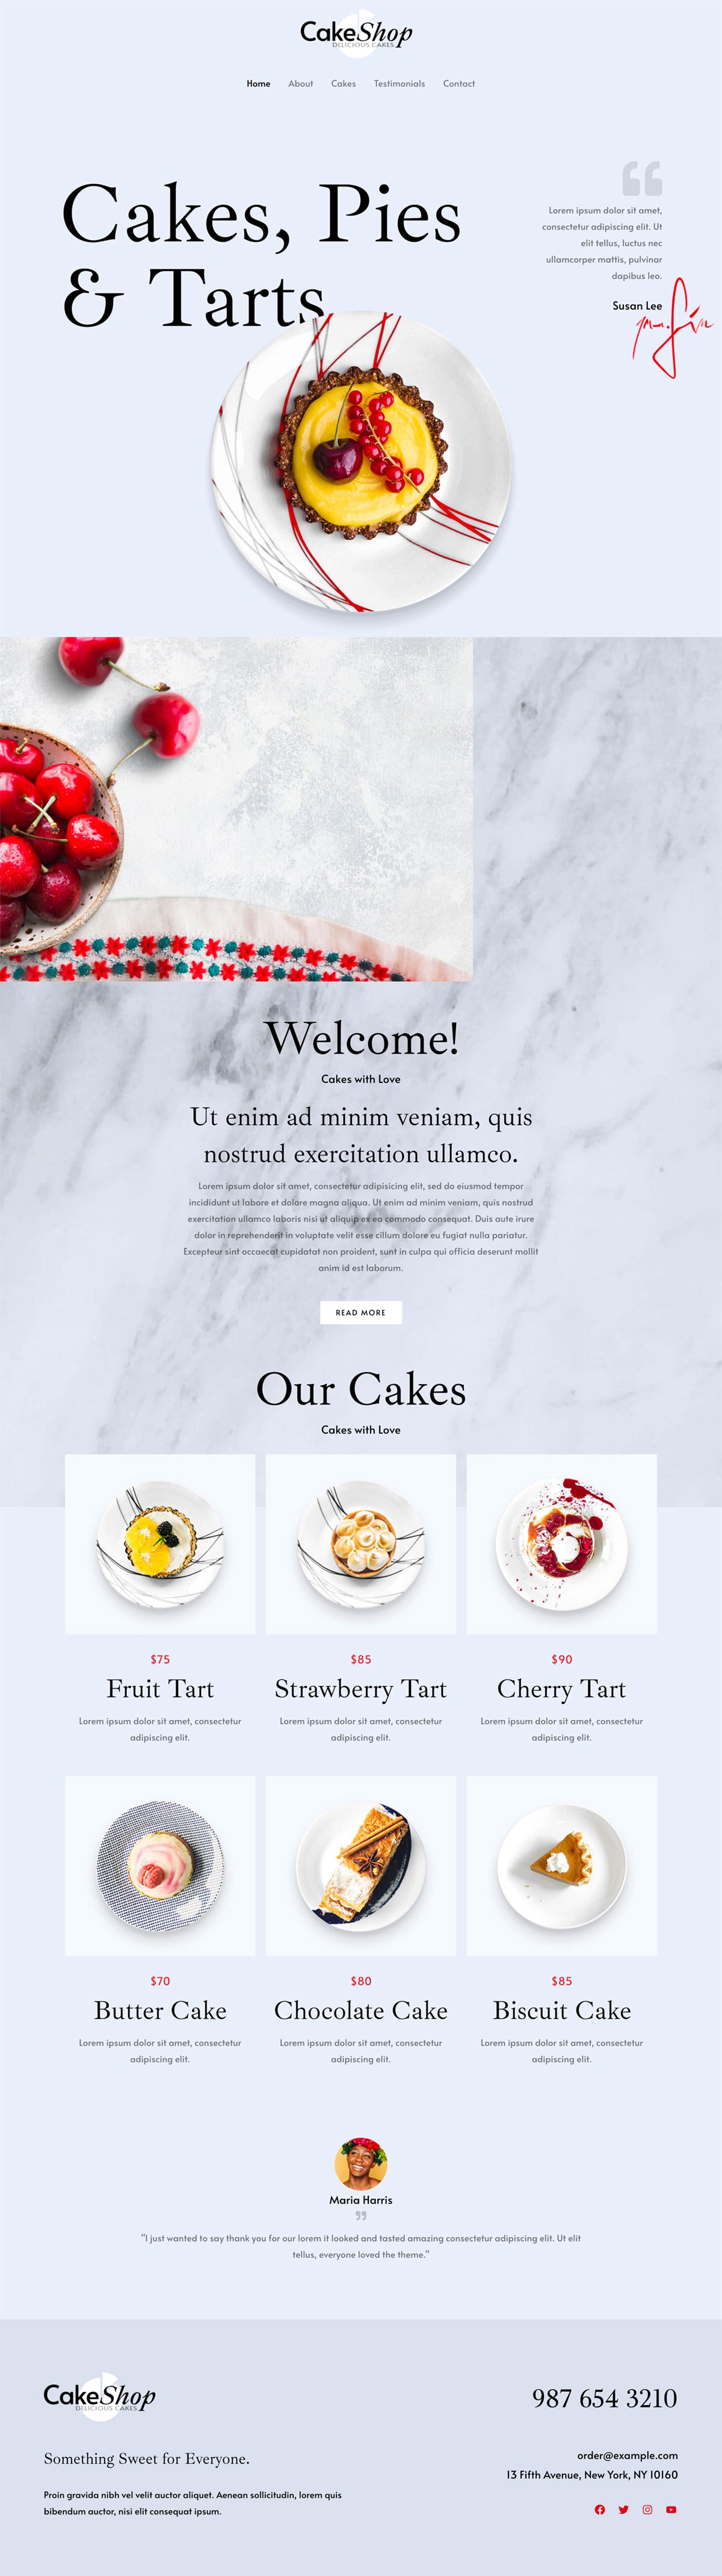 CakeShop
DELICIOUS CAKES
Home About Cakes Testimonials Contact
Cakes, Pies
& Tarts
Lorem ipsum dolor sit amet,
consectetur adipiscing elit. Ut
elit tellus, luctus nec
ullamcorper mattis, pulvinar
dapibus leo.
Susan Lee
Welcome!
Cakes with Love
Ut enim ad minim veniam, quis
nostrud exercitation ullamco.
Lorem ipsum dolor sit amet, consectetur adipisicing elit, sed do eiusmod tempor
incididunt ut labore et dolore magna aliqua. Ut enim ad minim veniam, quis nostrud
exercitation ullamco laboris nisi ut aliquip ex ea commodo consequat. Duis aute irure
dolor in reprehenderit in voluptate velit esse cillum dolore eu fugiat nulla pariatur.
Excepteur sint occaecat cupidatat non proident, sunt in culpa qui officia deserunt mollit
anim id est laborum.
READ MORE
Our Cakes
Cakes with Love
$75
Fruit Tart
Lorem ipsum dolor sit amet, consectetur
adipiscing elit.
$85
Strawberry Tart
Lorem ipsum dolor sit amet, consectetur
adipiscing elit.
$90
Cherry Tart
Lorem ipsum dolor sit amet, consectetur
adipiscing elit.
$70
Butter Cake
Lorem ipsum dolor sit amet, consectetur
adipiscing elit.
$80
Chocolate Cake
Lorem ipsum dolor sit amet, consectetur
adipiscing elit.
$85
Biscuit Cake
Lorem ipsum dolor sit amet, consectetur
adipiscing elit.
Maria Harris
"I just wanted to say thank you for our lorem it looked and tasted amazing consectetur adipiscing elit. Ut elit
tellus, everyone loved the theme."
CakeShop
DELICIOUS CAKES
Something Sweet for Everyone.
Proin gravida nibh vel velit auctor aliquet. Aenean sollicitudin, lorem quis
bibendum auctor, nisi elit consequat ipsum.
987 654 3210
order@example.com
13 Fifth Avenue, New York, NY 10160